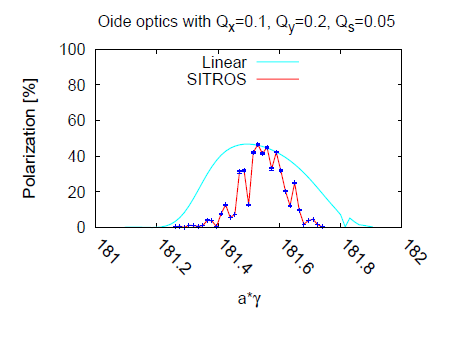 Oide optics with Qx=0.1, Qy=0.2, Qs=0.05
Linear
SITROS
Polarization [%]
100
80
60
40
20
0
181
181.2
181.4
181.6
181.8
182
a*γ